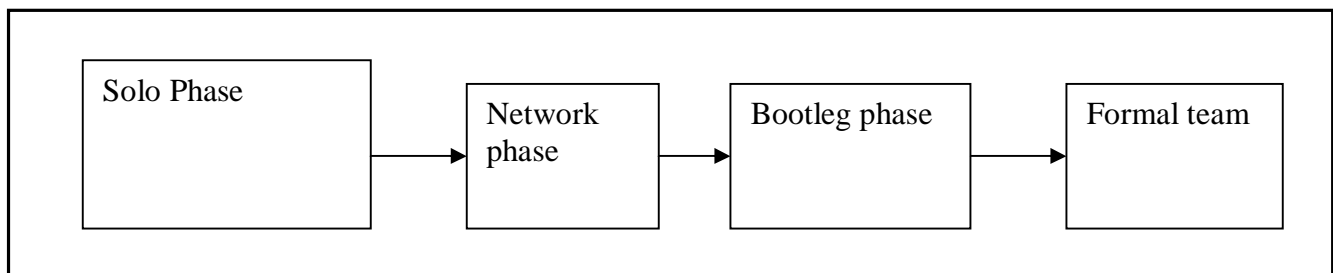 Solo Phase
Network
phase
Bootleg phase
Formal team